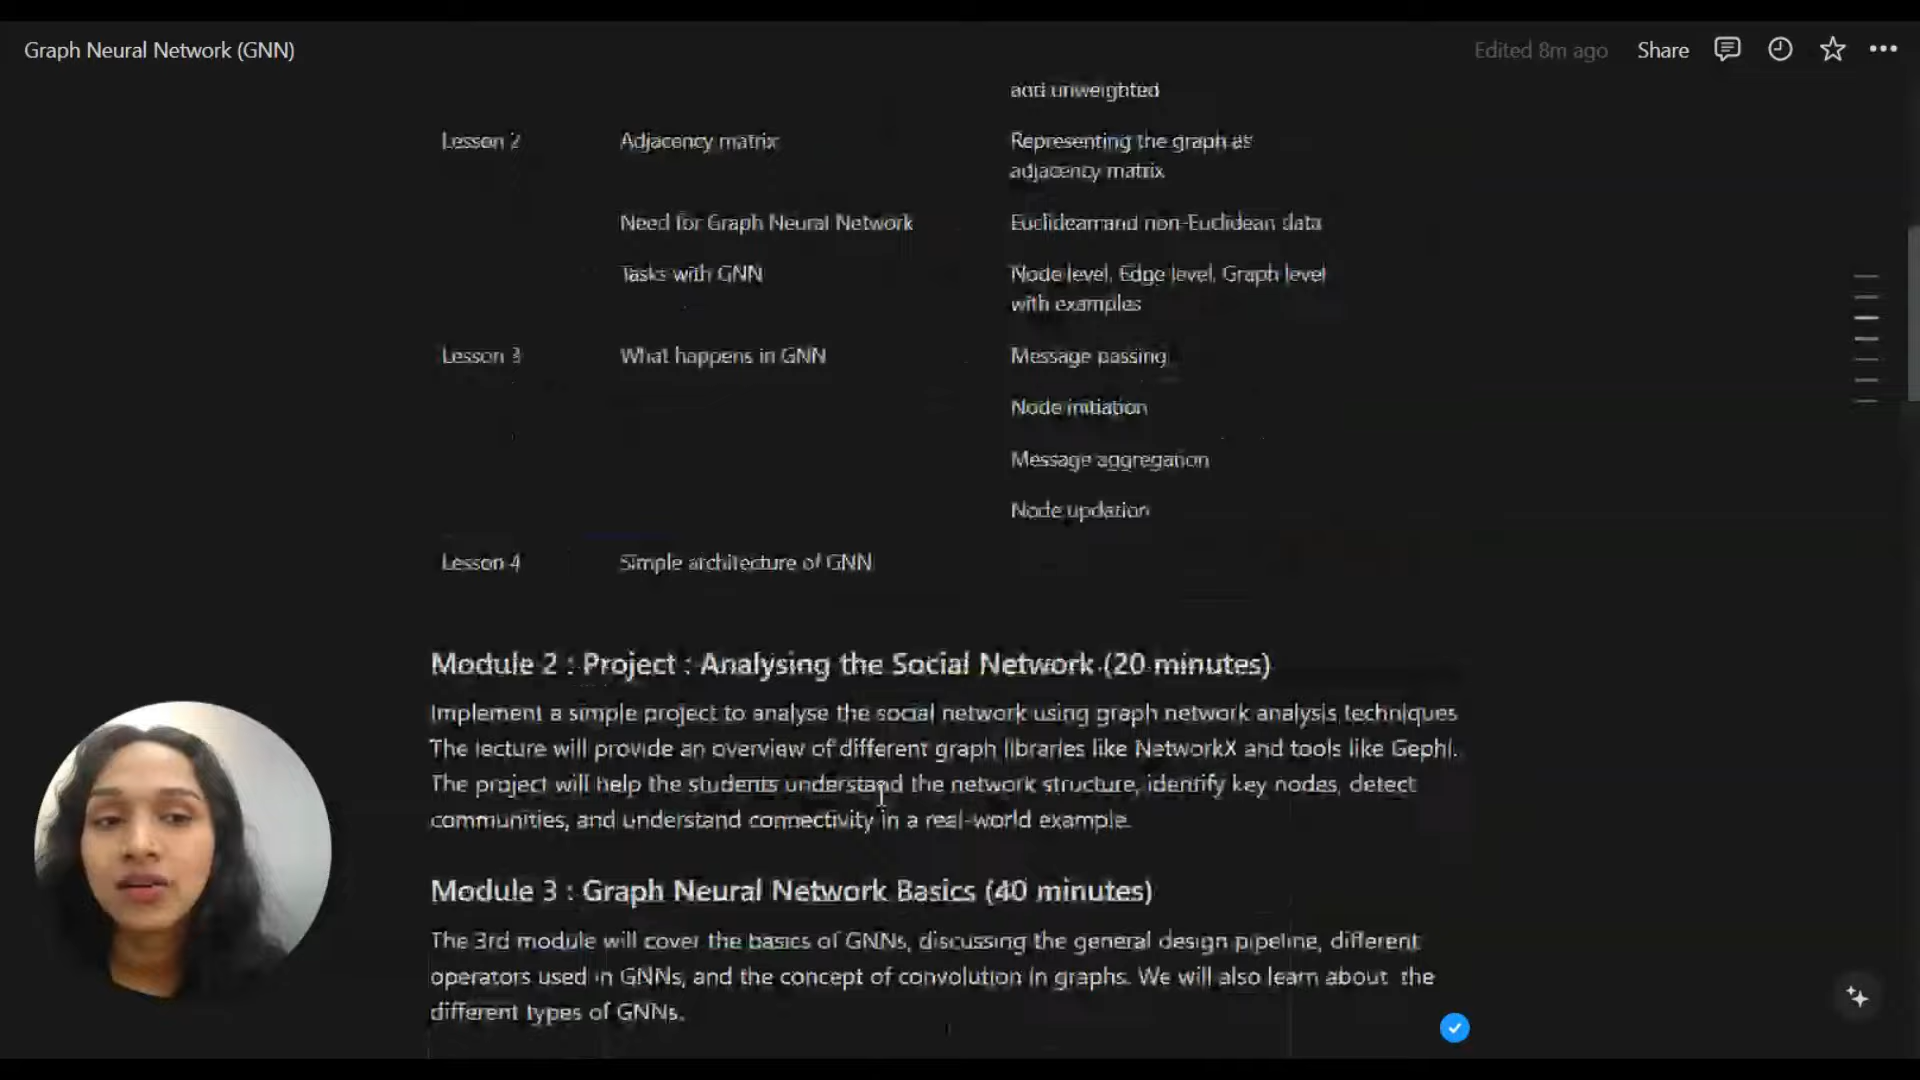 Graph Neural Network (GNN)
Edited 8m ago Share
and unweighted
Lesson 2 Adjacency matrix Representing the graph as
adjacency matrix
Need for Graph Neural Network Euclidean and non-Euclidean data
Tasks with GNN Node level, Edge level, Graph level
with examples
Lesson 3 What happens in GNN Message passing
Node initiation
Message aggregation
Node updation
Lesson 4 Simple architecture of GNN
Module 2 : Project : Analysing the Social Network (20 minutes)
Implement a simple project to analyse the social network using graph network analysis techniques
The lecture will provide an overview of different graph libraries like NetworkX and tools like Gephi.
The project will help the students understand the network structure, identify key nodes, detect
communities, and understand connectivity in a real-world example.
Module 3 : Graph Neural Network Basics (40 minutes)
The 3rd module will cover the basics of GNNs, discussing the general design pipeline, different
operators used in GNNs, and the concept of convolution in graphs. We will also learn about the
different types of GNNs.